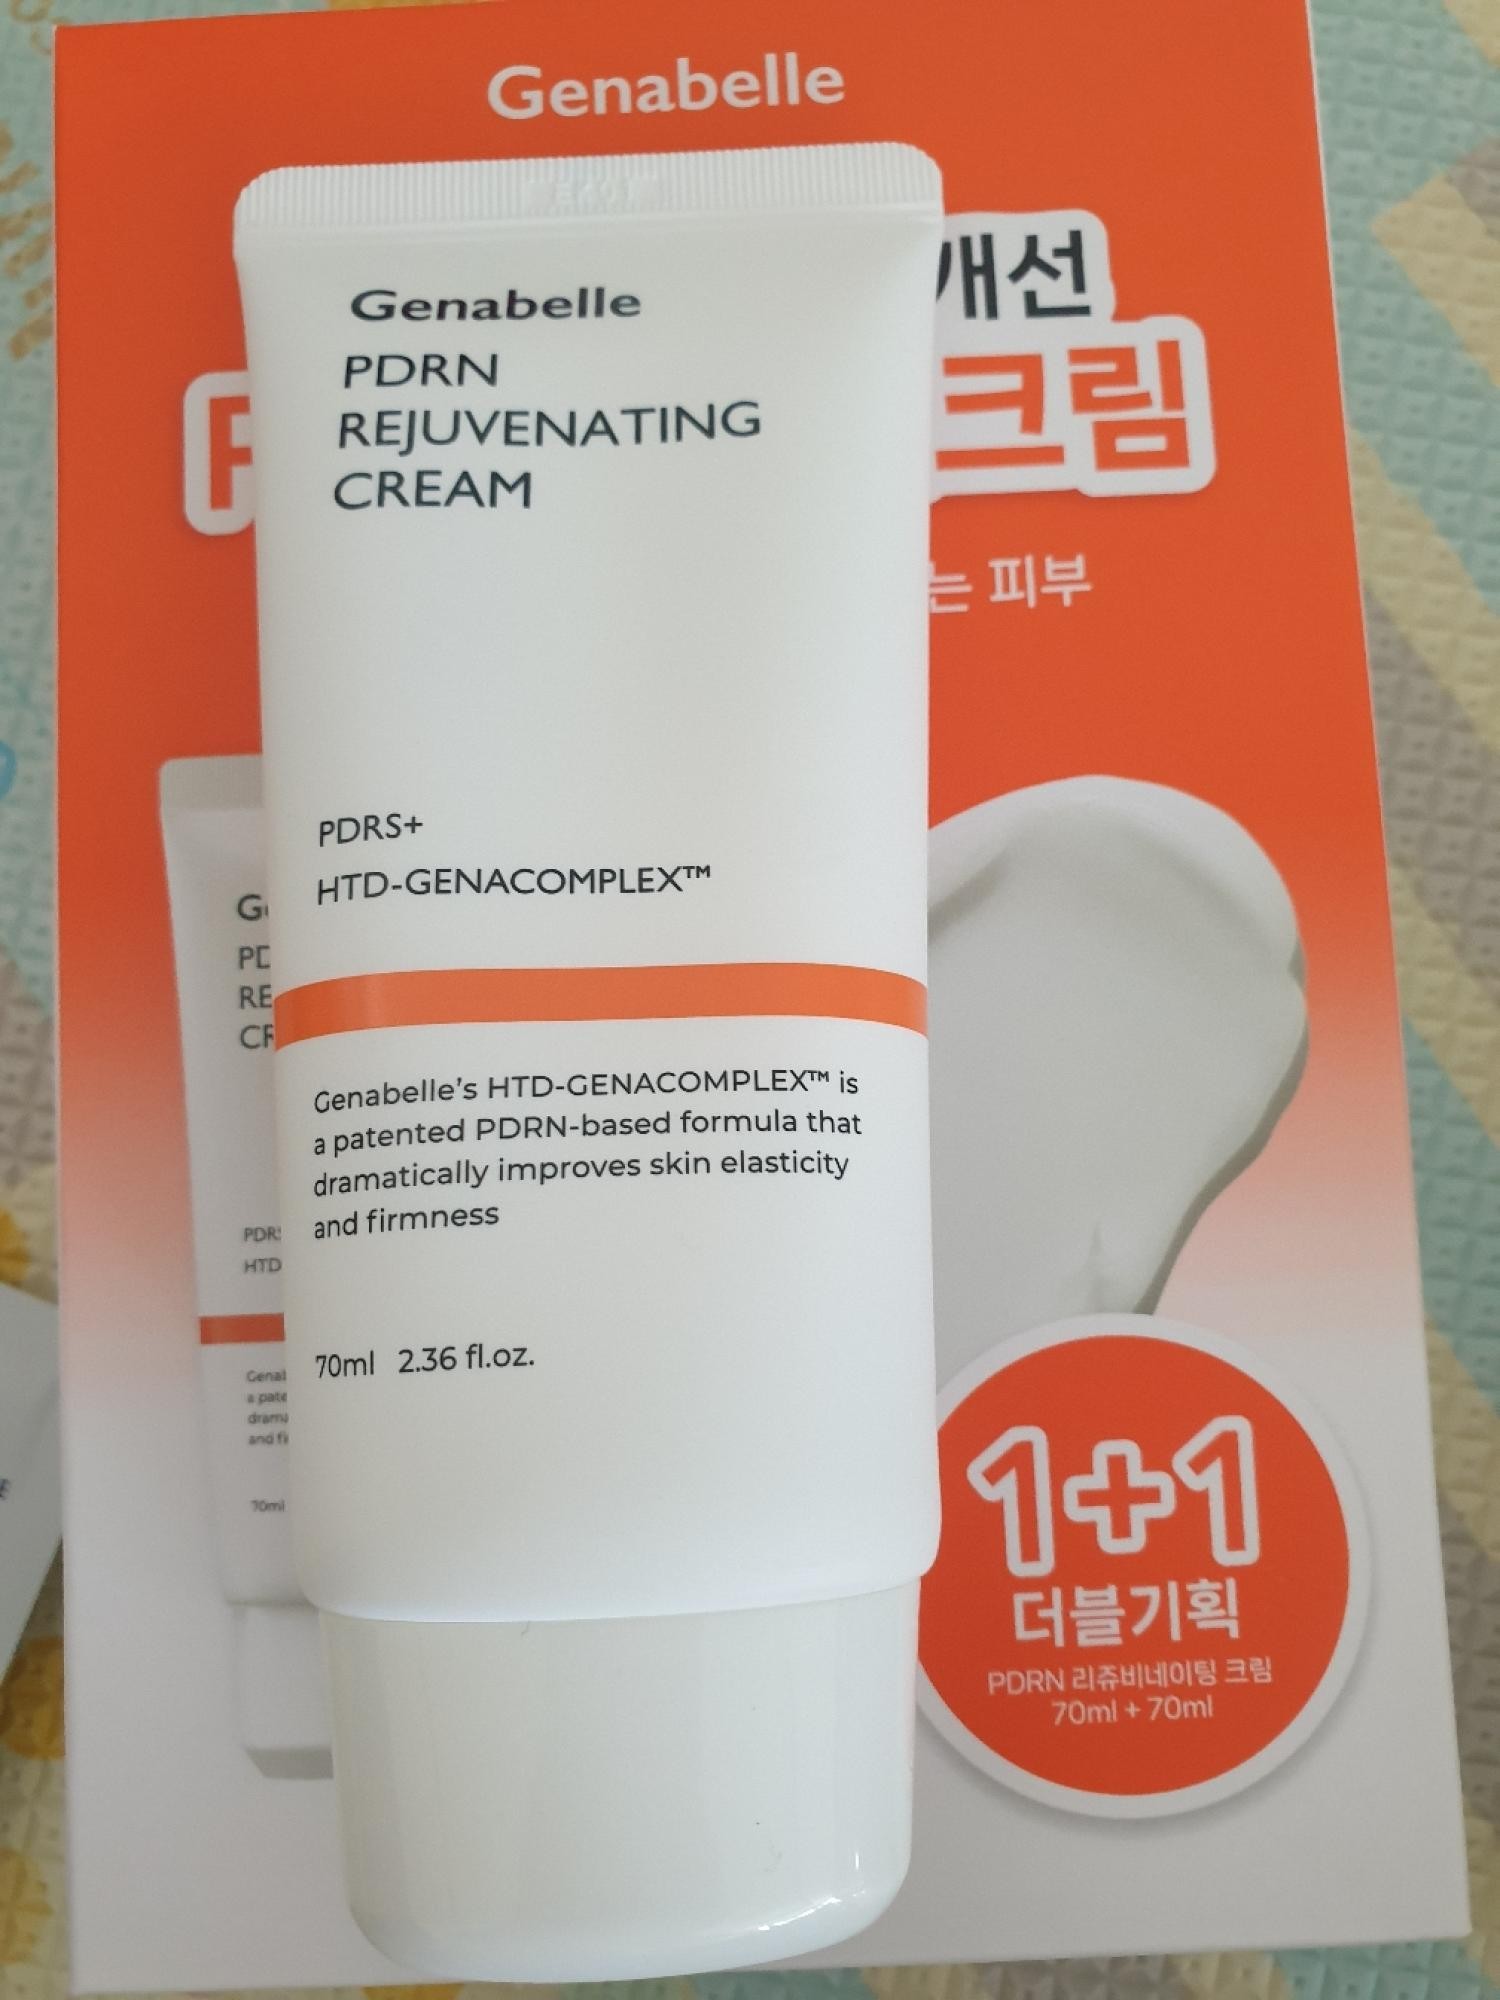 Genabelle
개선
크림
는 피부
Genabelle
PDRN
REJUVENATING
CREAM
PDRS+
HTD-GENACOMPLEX™
Genabelle's HTD-GENACOMPLEX™ is
a patented PDRN-based formula that
dramatically improves skin elasticity
and firmness
70ml 2.36 fl.oz.
1+1
더블기획
PDRN 리쥬비네이팅 크림
70ml + 70ml